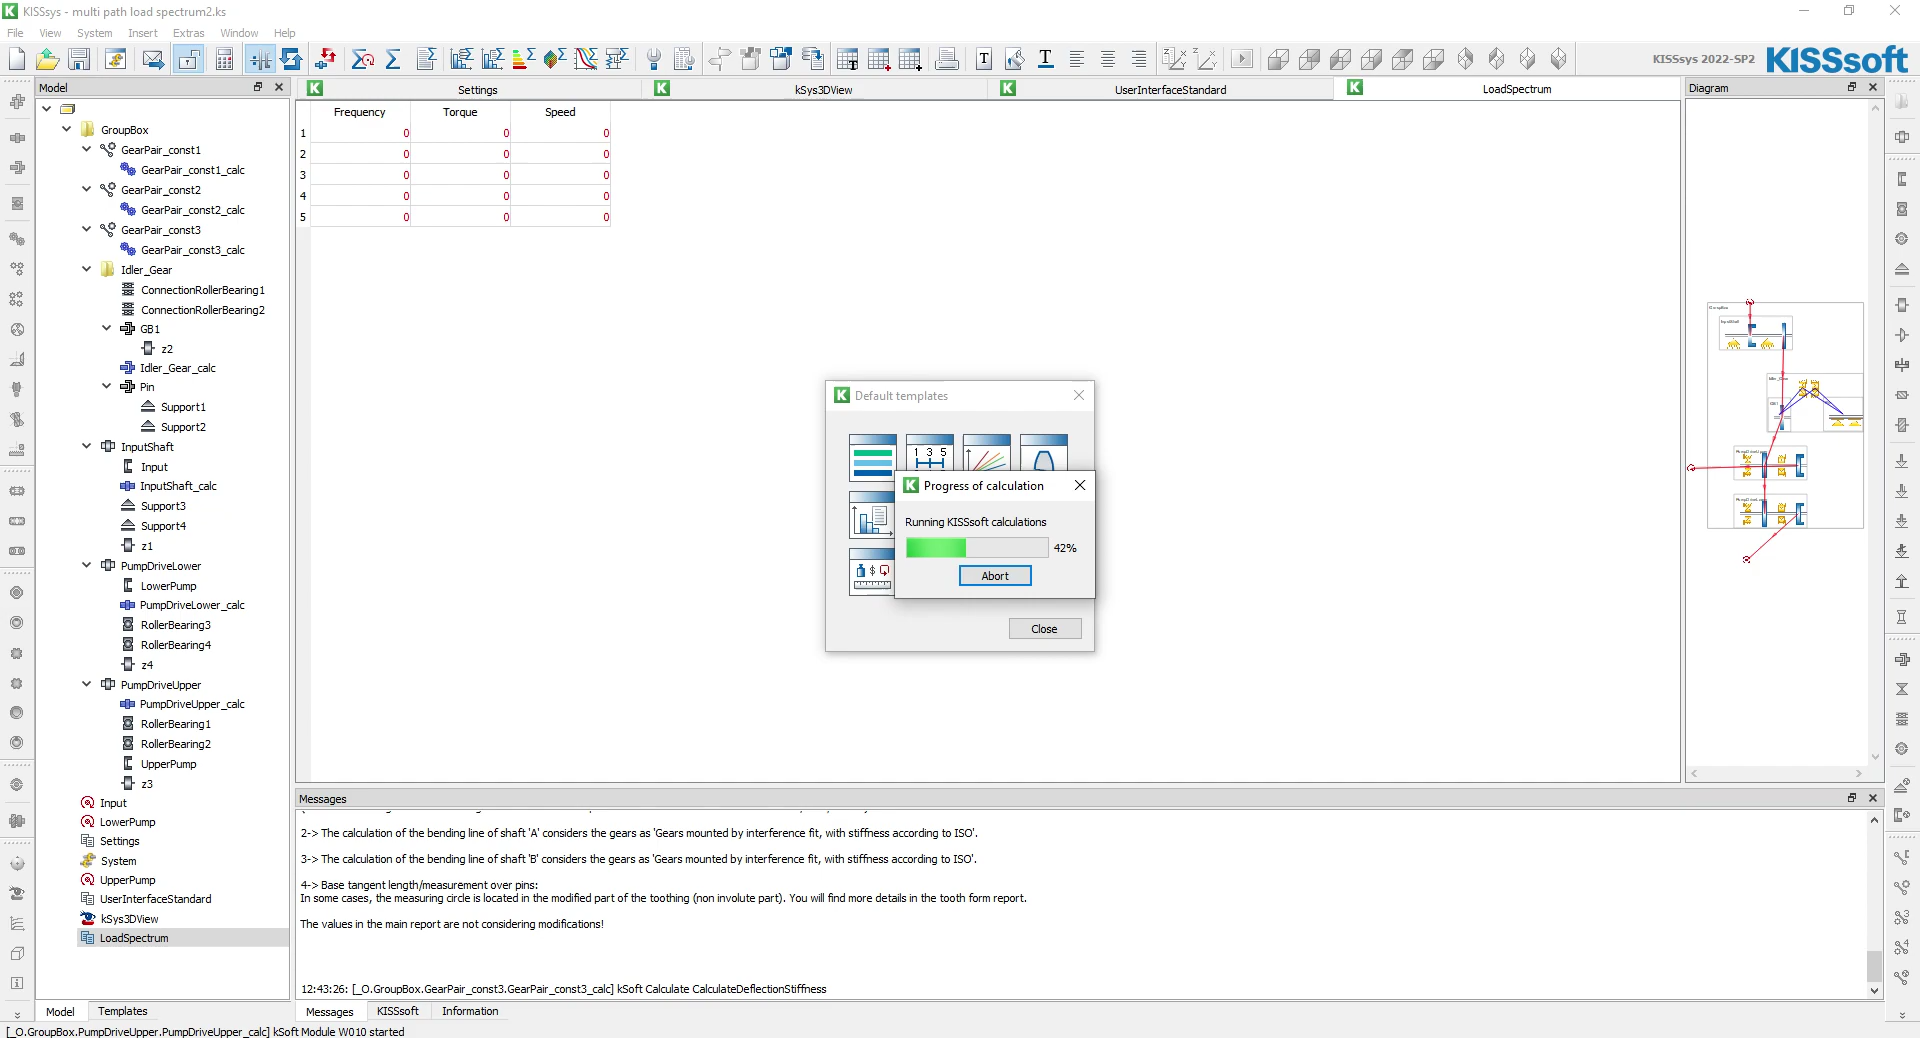 KISSsys - multi path load spectrum2.ks
File View System Insert Extras Window Help
KISSsys 2022-SP2 KISSsoft
Model
GroupBox
GearPair_const1
GearPair_const1_calc
GearPair_const2
GearPair_const2_calc
GearPair_const3
GearPair_const3_calc
Idler_Gear
ConnectionRollerBearing1
ConnectionRollerBearing2
GB1
z2
Idler_Gear_calc
Pin
Support1
Support2
InputShaft
Input
InputShaft_calc
Support3
Support4
z1
PumpDriveLower
LowerPump
PumpDriveLower_calc
RollerBearing3
RollerBearing4
z4
PumpDriveUpper
PumpDriveUpper_calc
RollerBearing1
RollerBearing2
UpperPump
z3
Input
LowerPump
Settings
System
UpperPump
UserInterfaceStandard
kSys3DView
LoadSpectrum
Model Templates
Settings kSys3DView UserInterfaceStandard LoadSpectrum
Frequency Torque Speed
1 0 0 0
2 0 0 0
3 0 0 0
4 0 0 0
5 0 0 0
Default templates
1 3 5
Close
Progress of calculation
Running KISSsoft calculations
42%
Abort
Diagram
Messages
2-> The calculation of the bending line of shaft 'A' considers the gears as 'Gears mounted by interference fit, with stiffness according to ISO'.
3-> The calculation of the bending line of shaft 'B' considers the gears as 'Gears mounted by interference fit, with stiffness according to ISO'.
4-> Base tangent length/measurement over pins:
In some cases, the measuring circle is located in the modified part of the toothing (non involute part). You will find more details in the tooth form report.
The values in the main report are not considering modifications!
12:43:26: [_O.GroupBox.GearPair_const3.GearPair_const3_calc] kSoft Calculate CalculateDeflectionStiffness
Messages KISSsoft Information
[_O.GroupBox.PumpDriveUpper.PumpDriveUpper_calc] kSoft Module W010 started